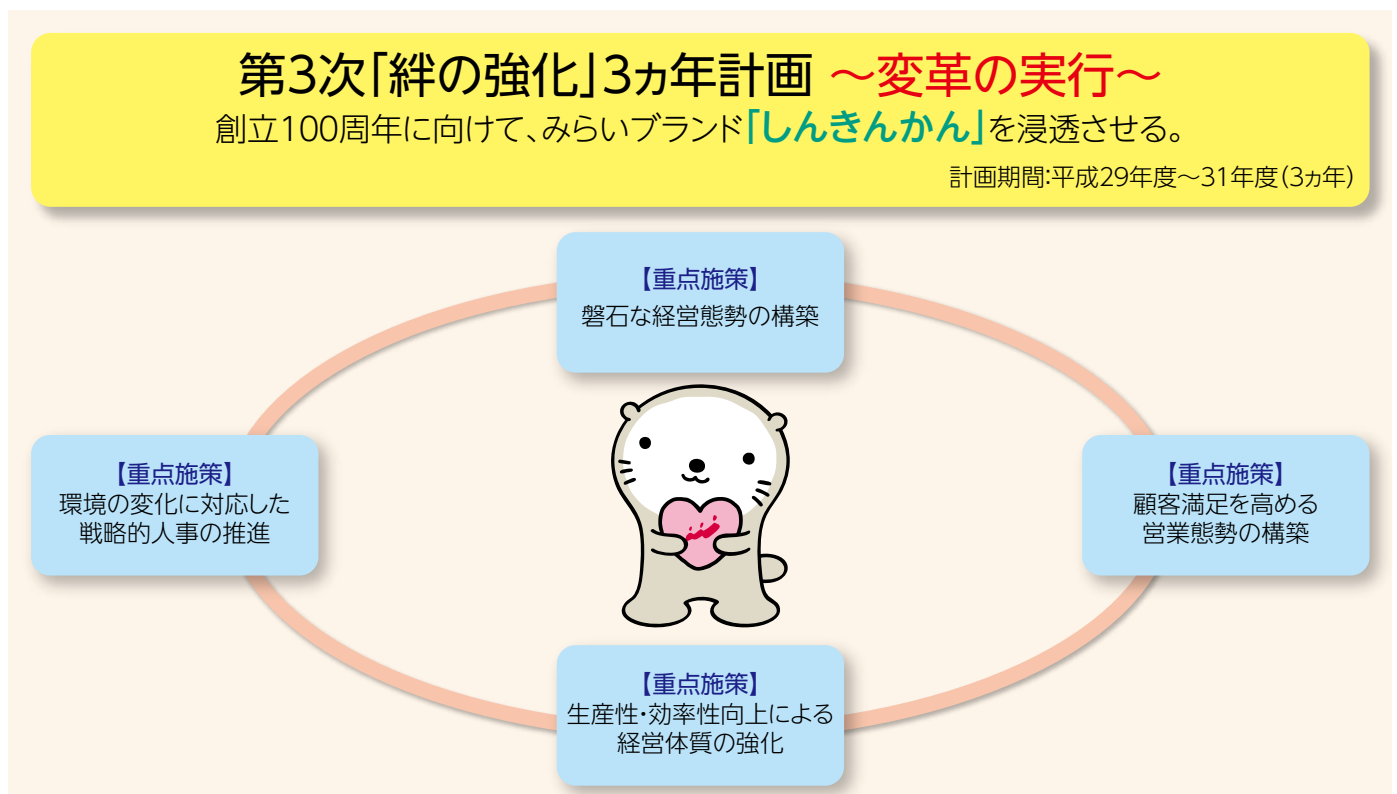 第3次「絆の強化」3ヵ年計画 ～変革の実行～
創立100周年に向けて、みらいブランド「しんきんかん」を浸透させる。
計画期間:平成29年度～31年度(3ヵ年)
【重点施策】
磐石な経営態勢の構築
【重点施策】
環境の変化に対応した
戦略的人事の推進
【重点施策】
顧客満足を高める
営業態勢の構築
【重点施策】
生産性・効率性向上による
経営体質の強化